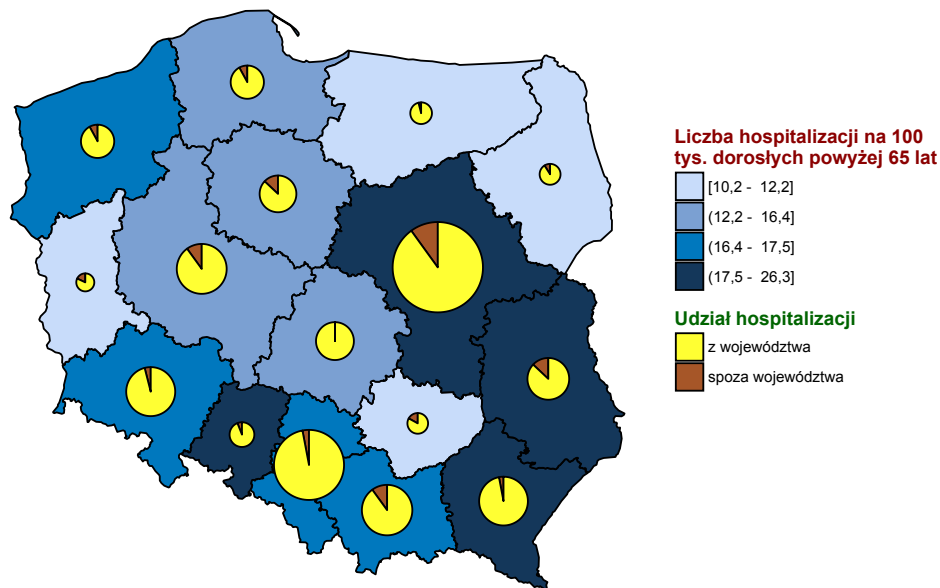 Liczba hospitalizacji na 100
tys. dorosłych powyżej 65 lat
[10,2 - 12,2]
(12,2 - 16,4]
(16,4 - 17,5]
(17,5 - 26,3]
Udział hospitalizacji
z województwa
spoza województwa